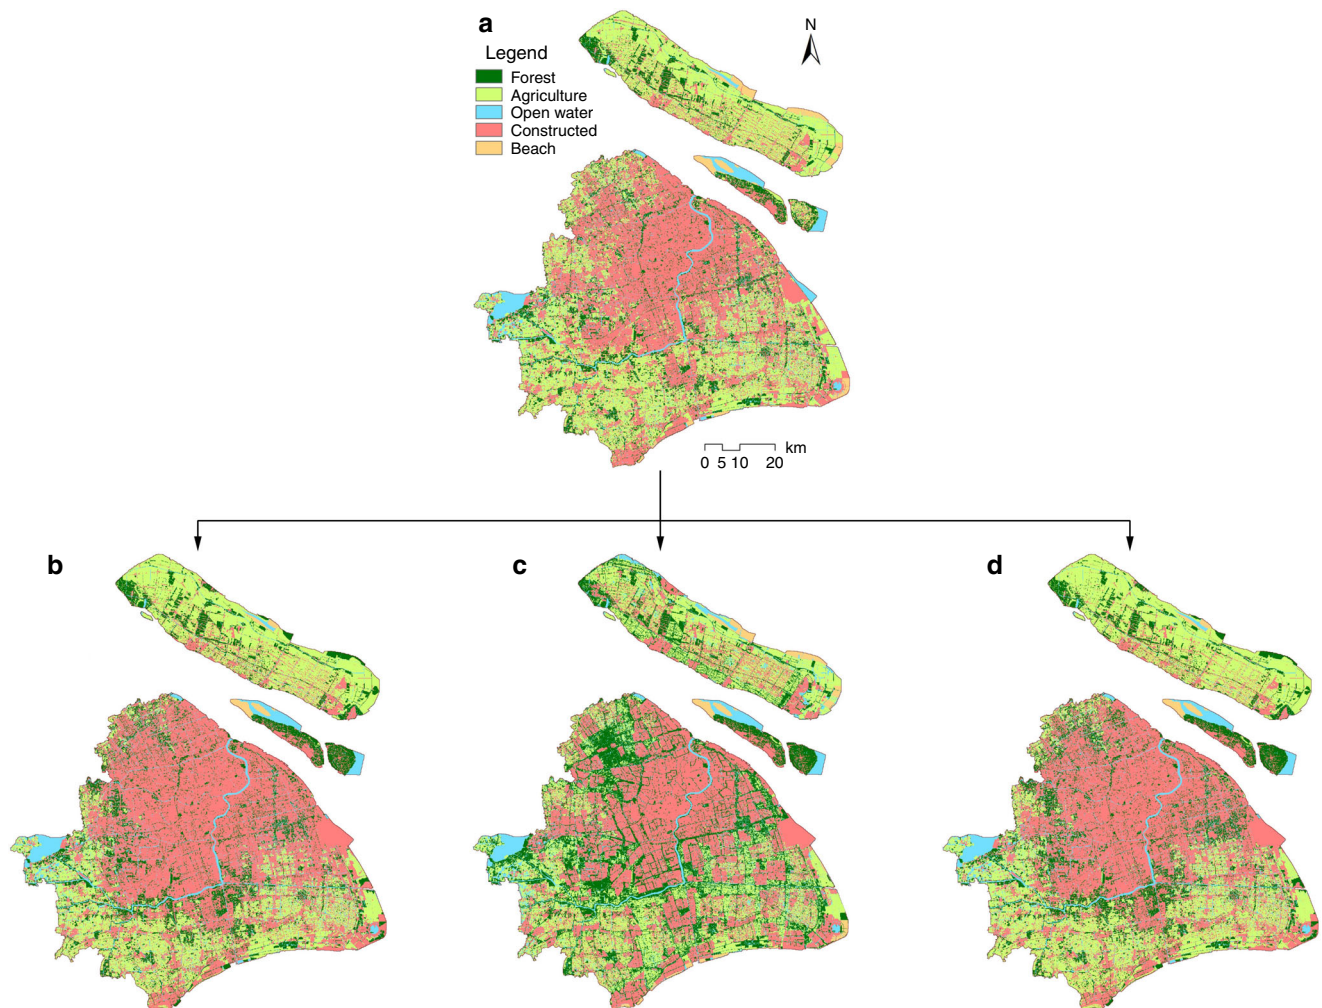 a
N
Legend
Forest
Agriculture
Open water
Constructed
Beach
km
0 5 10 20
b
c
d